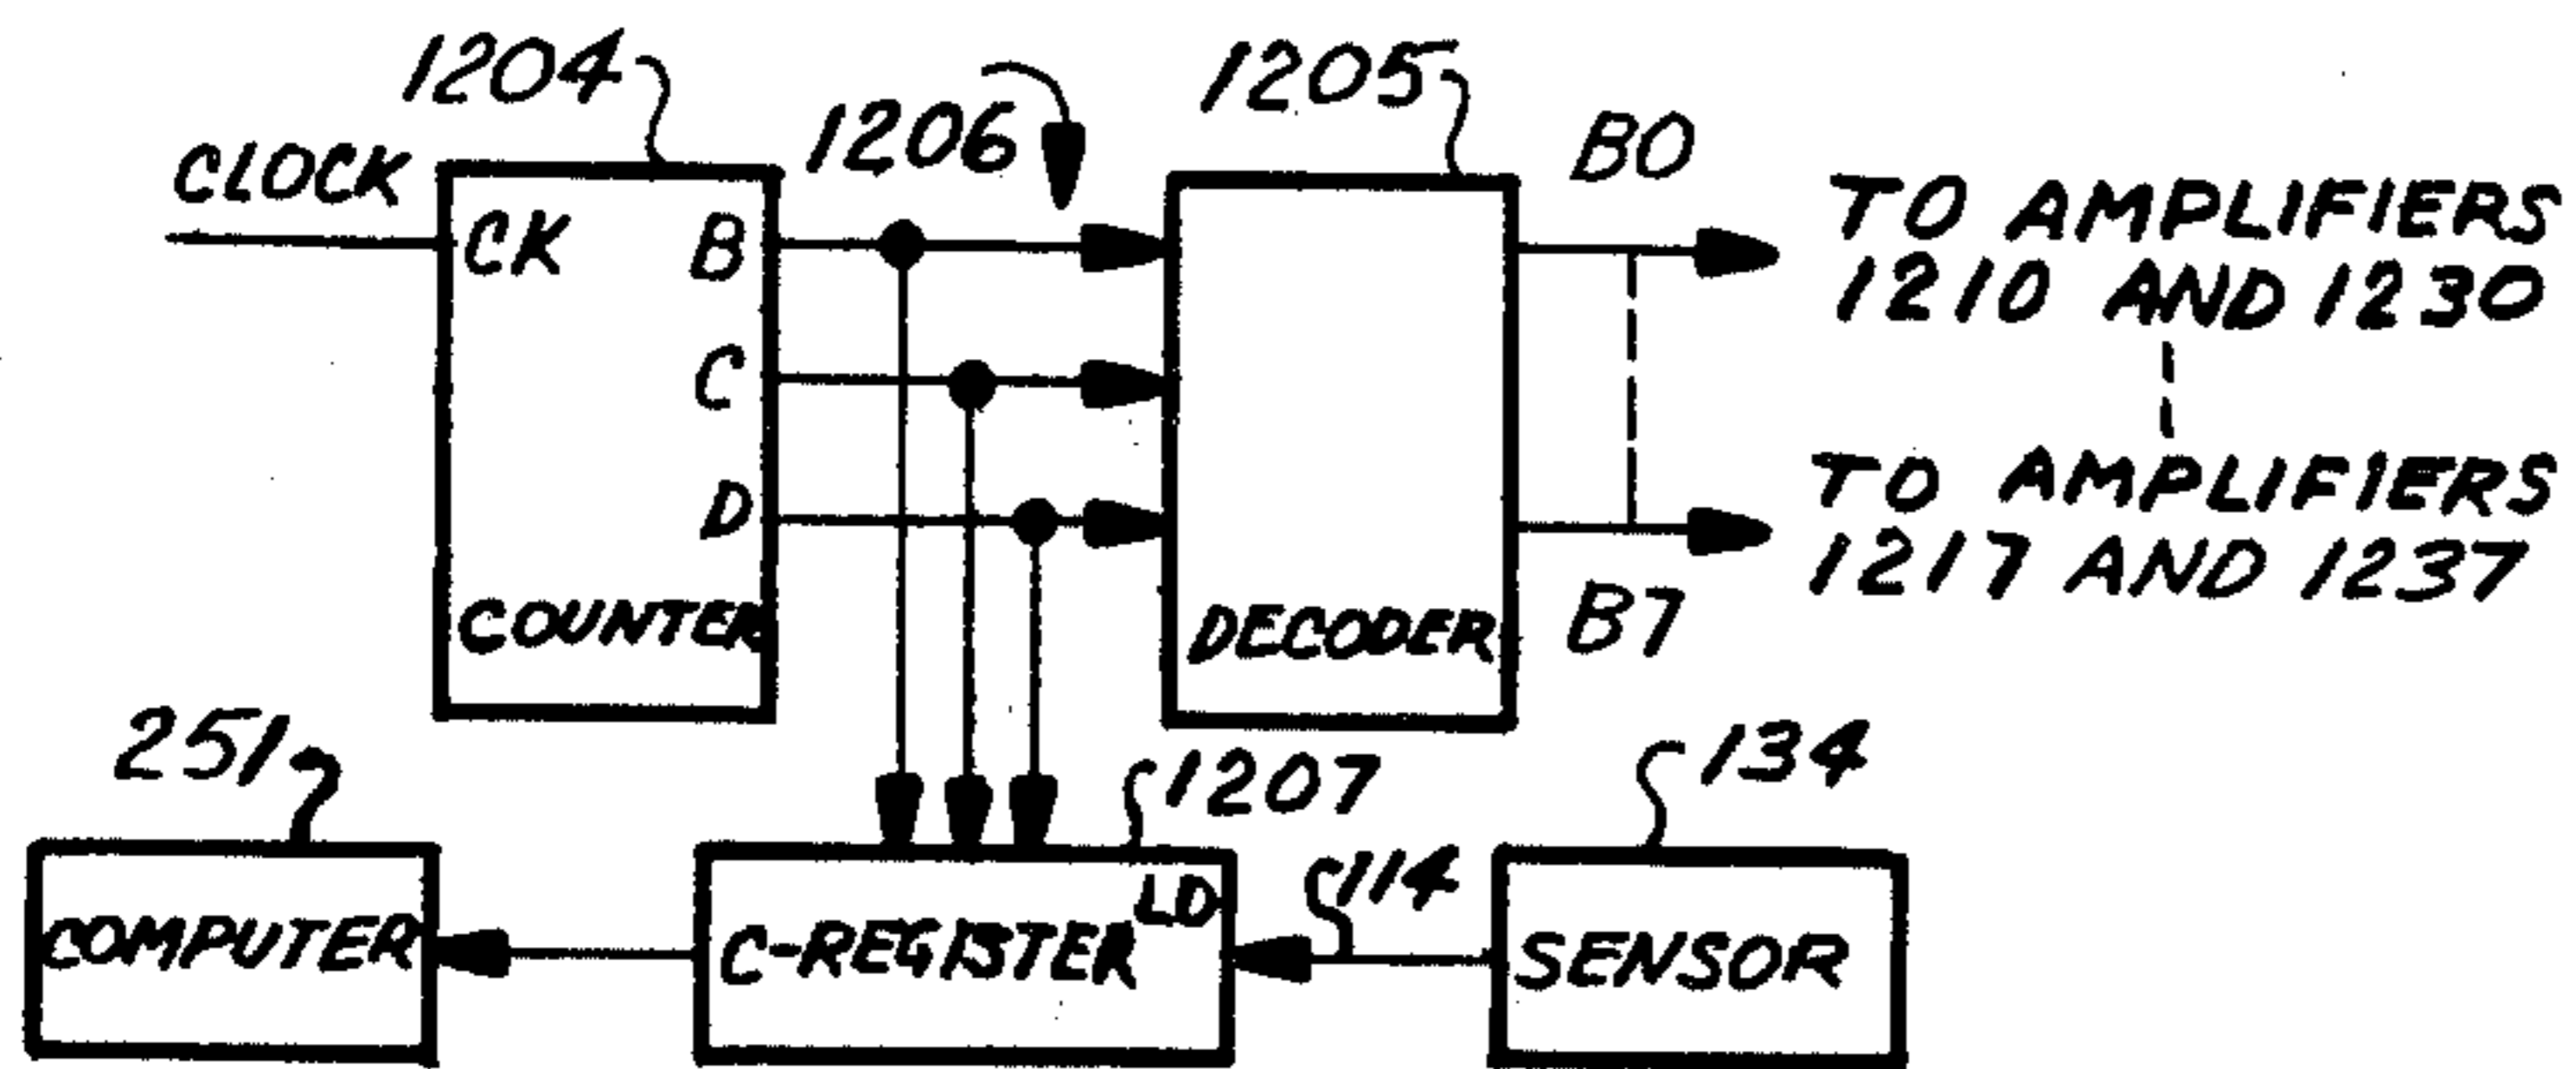 1204
1206
1205
B0
CLOCK
CK
B
TO AMPLIFIERS
1210 AND 1230
C
D
TO AMPLIFIERS
1217 AND 1237
COUNTER
DECODER
B7
251
1207
134
LD
114
COMPUTER
C-REGISTER
SENSOR